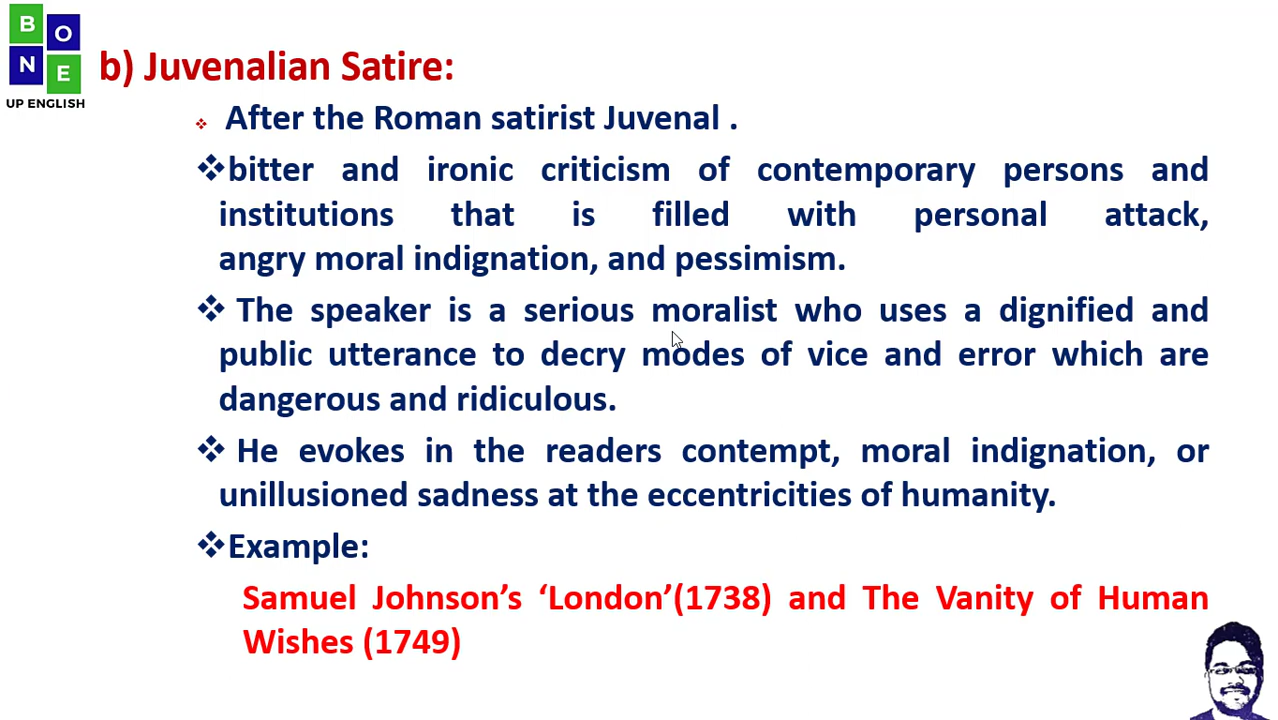 B
O
N
E
UP ENGLISH
b) Juvenalian Satire:
❖ After the Roman satirist Juvenal .
❖bitter and ironic criticism of contemporary persons and
institutions that is filled with personal attack,
angry moral indignation, and pessimism.
❖ The speaker is a serious moralist who uses a dignified and
public utterance to decry modes of vice and error which are
dangerous and ridiculous.
❖ He evokes in the readers contempt, moral indignation, or
unillusioned sadness at the eccentricities of humanity.
❖Example:
Samuel Johnson’s ‘London’(1738) and The Vanity of Human
Wishes (1749)